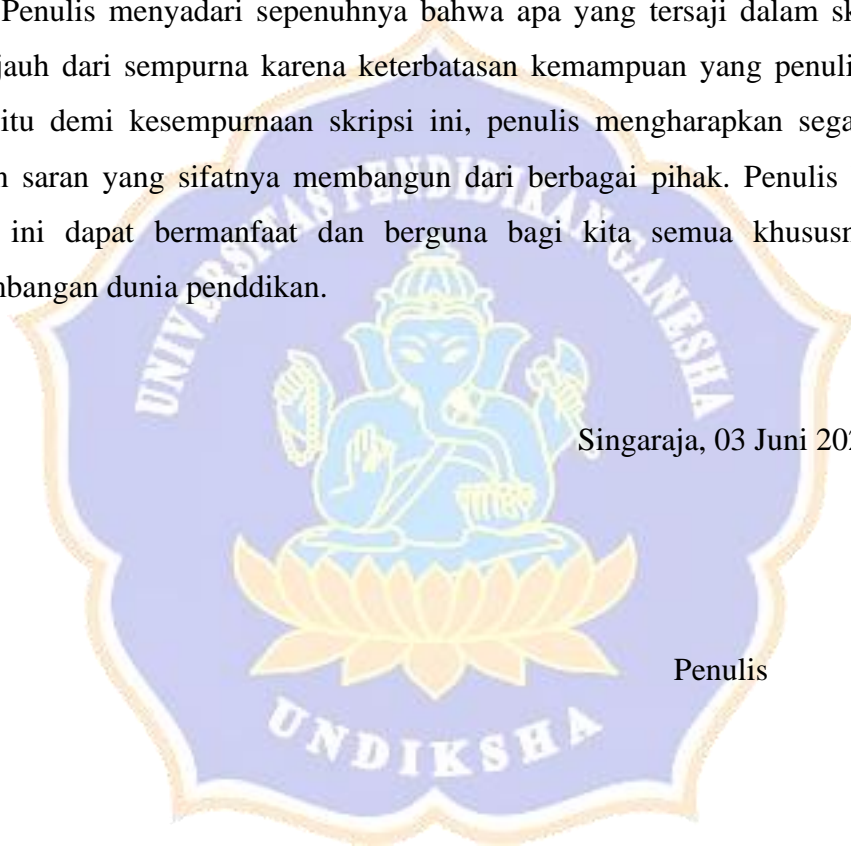 Penulis menyadari sepenuhnya bahwa apa yang tersaji dalam sk
jauh dari sempurna karena keterbatasan kemampuan yang penuli
itu demi kesempurnaan skripsi ini, penulis mengharapkan sega
n saran yang sifatnya membangun dari berbagai pihak. Penulis
ini dapat bermanfaat dan berguna bagi kita semua khususn
mbangan dunia penddikan.
UNIVERSITAS PENDIDIKAN GANESHA
Singaraja, 03 Juni 202
Penulis
UNDIKSHA